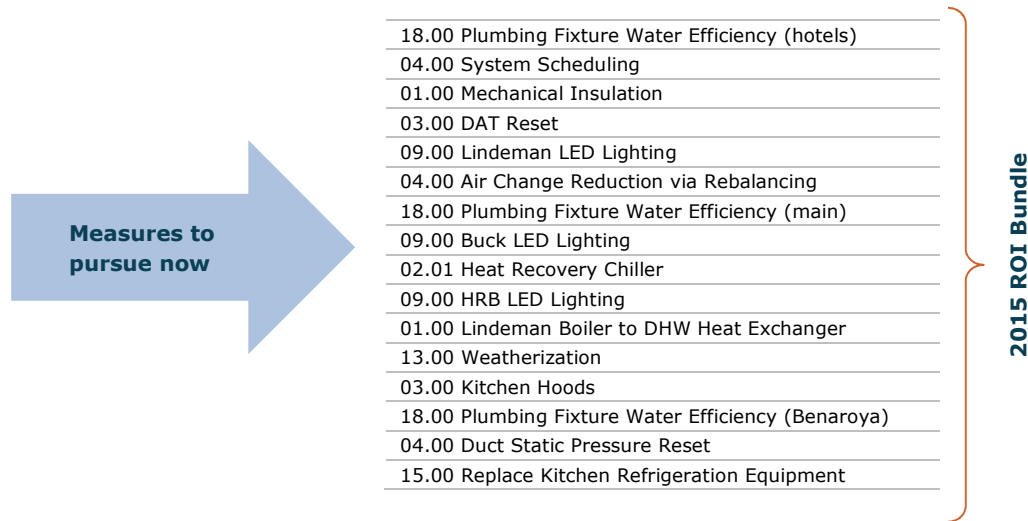 Measures to
pursue now
18.00 Plumbing Fixture Water Efficiency (hotels)
04.00 System Scheduling
01.00 Mechanical Insulation
03.00 DAT Reset
09.00 Lindeman LED Lighting
04.00 Air Change Reduction via Rebalancing
18.00 Plumbing Fixture Water Efficiency (main)
09.00 Buck LED Lighting
02.01 Heat Recovery Chiller
09.00 HRB LED Lighting
01.00 Lindeman Boiler to DHW Heat Exchanger
13.00 Weatherization
03.00 Kitchen Hoods
18.00 Plumbing Fixture Water Efficiency (Benaroya)
04.00 Duct Static Pressure Reset
15.00 Replace Kitchen Refrigeration Equipment
2015 ROI Bundle